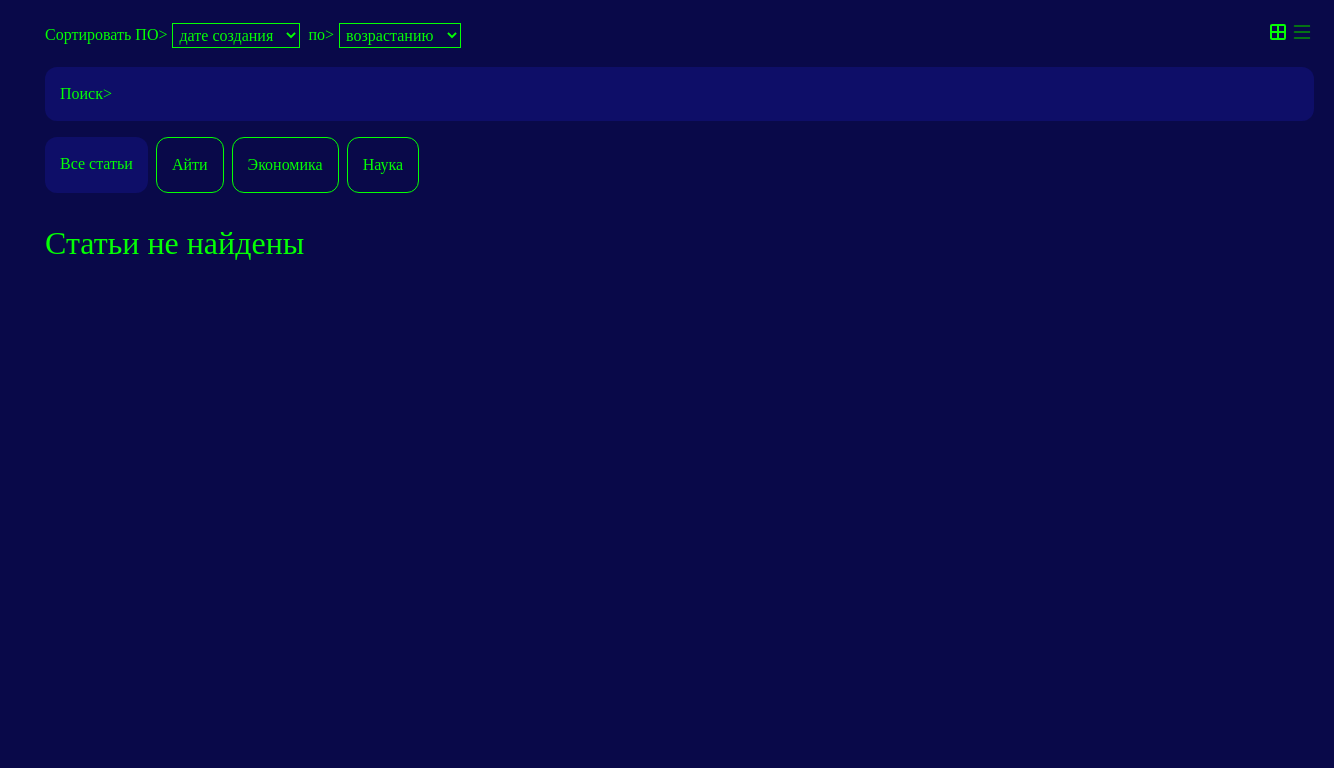 Сортировать ПО> дате создания по> возрастанию
Поиск>
Все статьи Айти Экономика Наука
Статьи не найдены